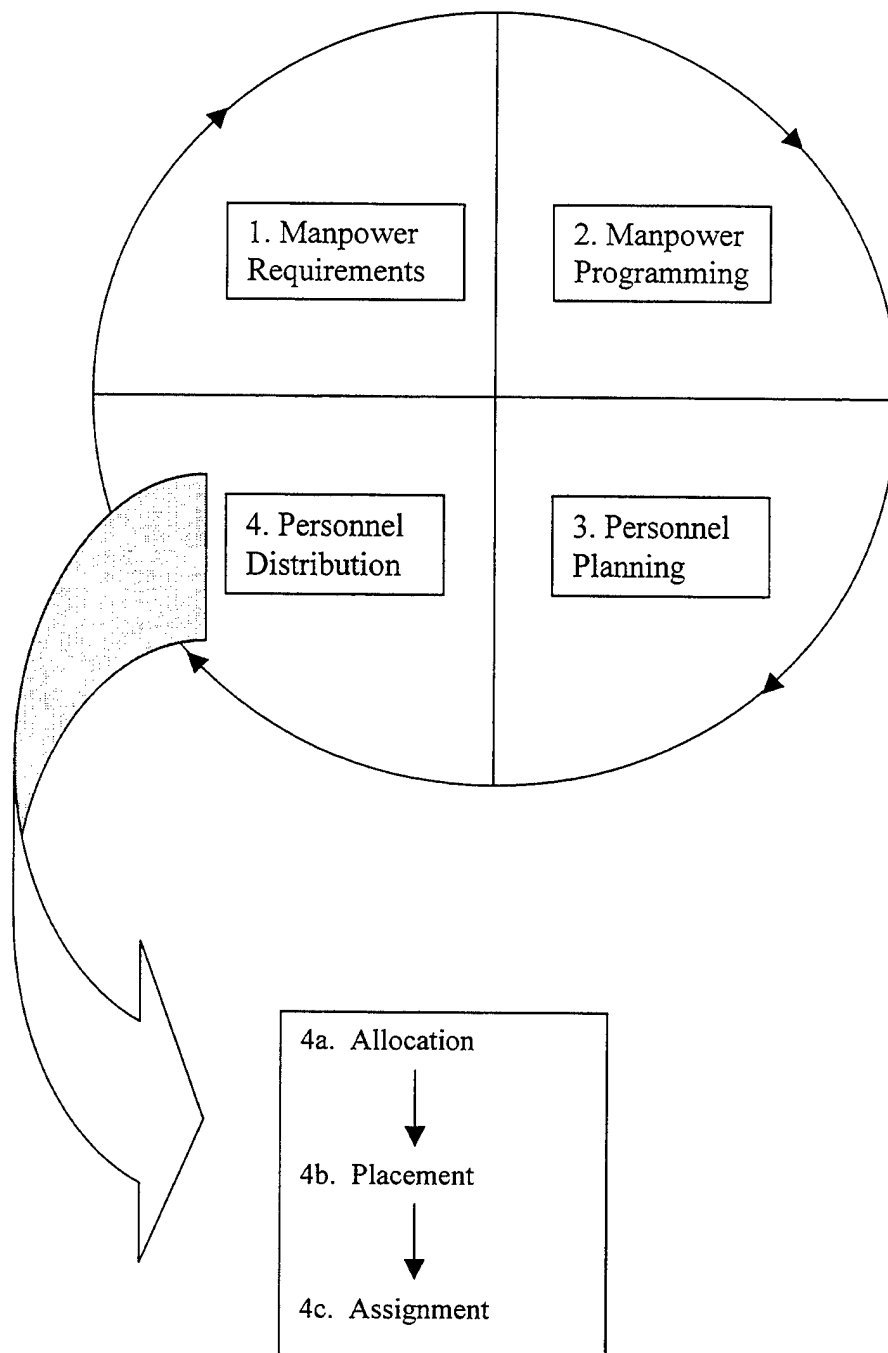 1. Manpower
Requirements
2. Manpower
Programming
4. Personnel
Distribution
3. Personnel
Planning
4a. Allocation
4b. Placement
4c. Assignment